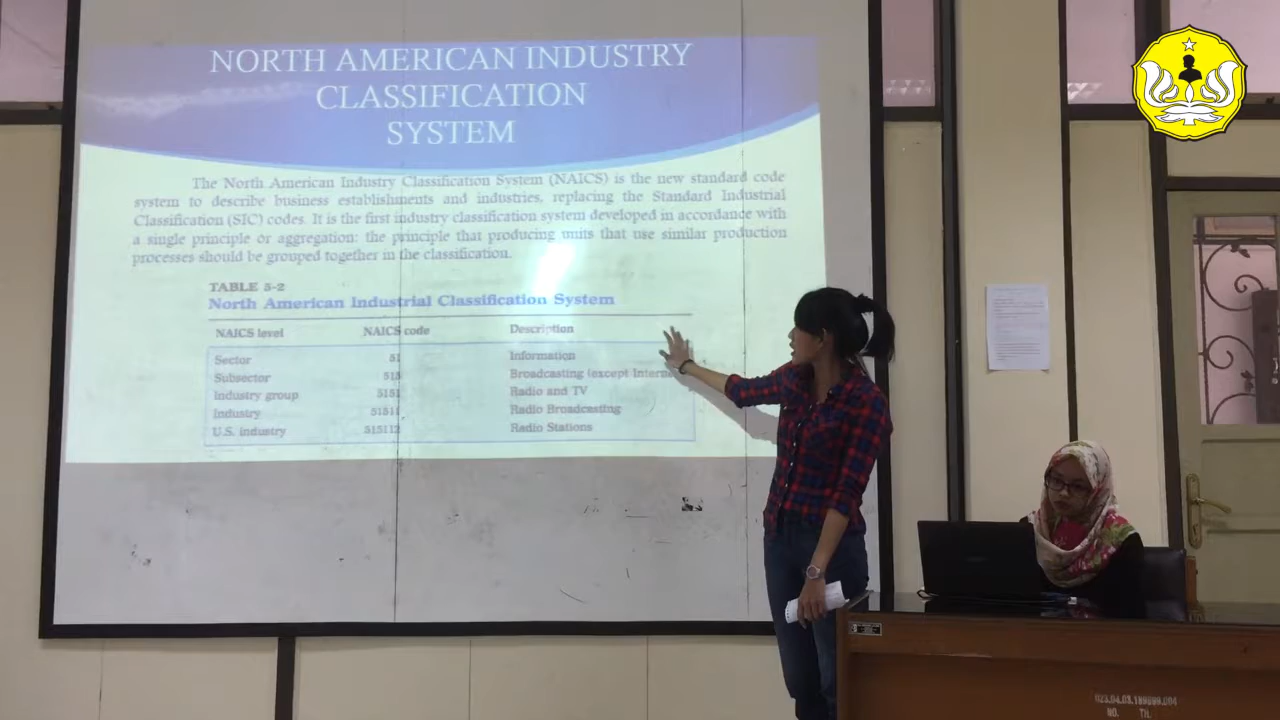 NORTH AMERICAN INDUSTRY
CLASSIFICATION
SYSTEM
The North American Industry Classification System (NAICS) is the new standard code
system to describe business establishments and industries, replacing the Standard Industrial
Classification (SIC) codes. It is the first industry classification system developed in accordance with
a single principle or aggregation: the principle that producing units that use similar production
processes should be grouped together in the classification.
TABLE 5-2
North American Industrial Classification System
NAICS level NAICS code Description
Sector 51 Information
Subsector 515 Broadcasting (except Interne
Industry group 5151 Radio and TV
Industry 51511 Radio Broadcasting
U.S. industry 515112 Radio Stations
NO. TH.